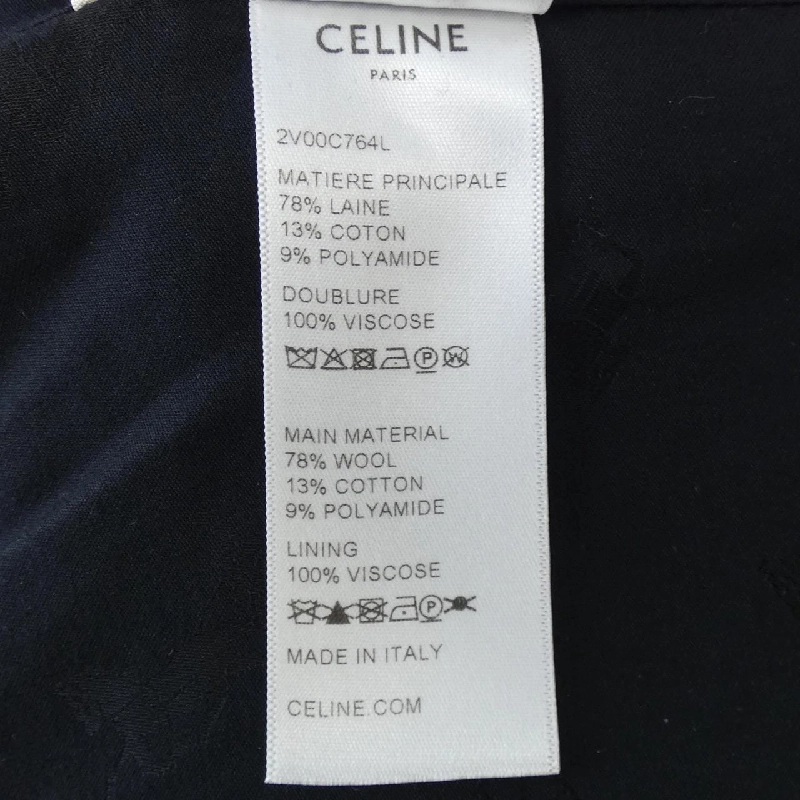 CELINE
PARIS
2V00C764L
MATIERE PRINCIPALE
78% LAINE
13% COTON
9% POLYAMIDE
DOUBLURE
100% VISCOSE
P W
MAIN MATERIAL
78% WOOL
13% COTTON
9% POLYAMIDE
LINING
100% VISCOSE
P
MADE IN ITALY
CELINE.COM